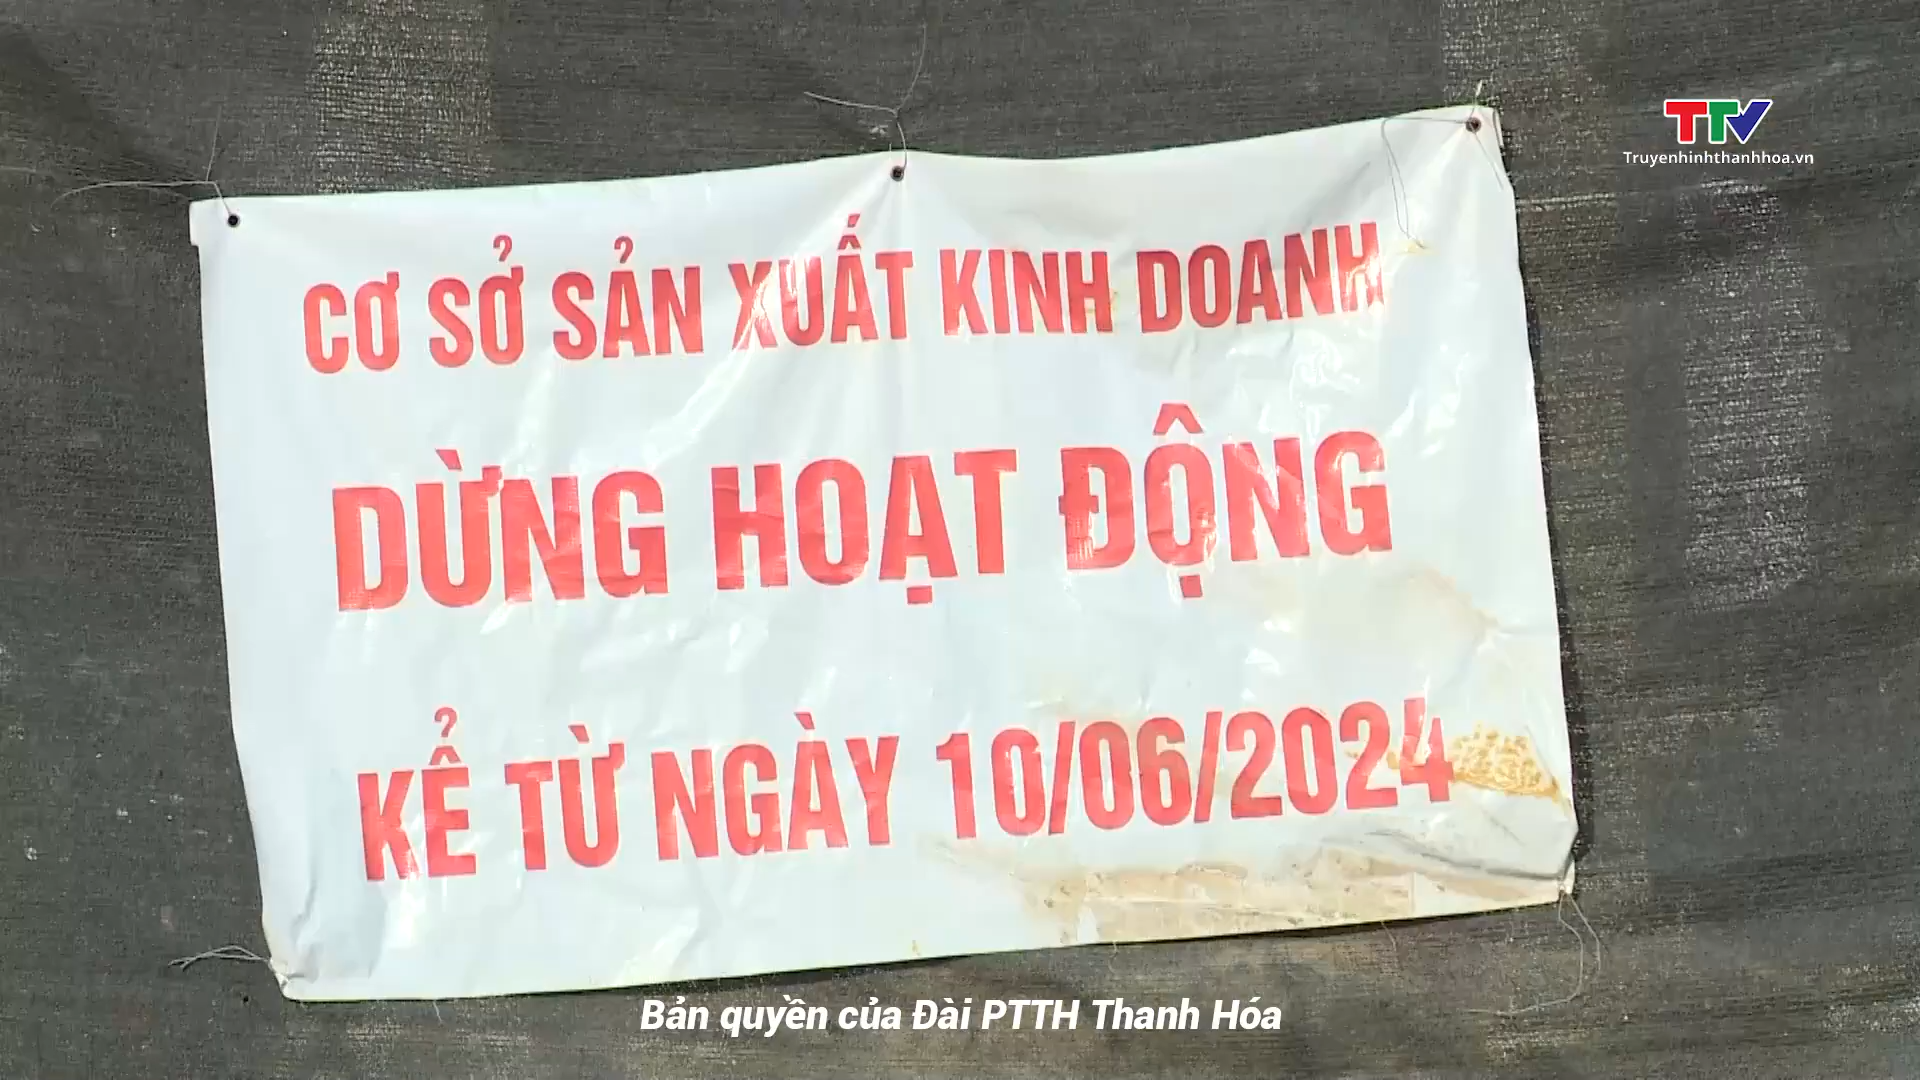 TTV
Truyenhinhthanhhoa.vn
CƠ SỞ SẢN XUẤT KINH DOANH
DỪNG HOẠT ĐỘNG
KỂ TỪ NGÀY 10/06/2024
Bản quyền của Đài PTTH Thanh Hóa